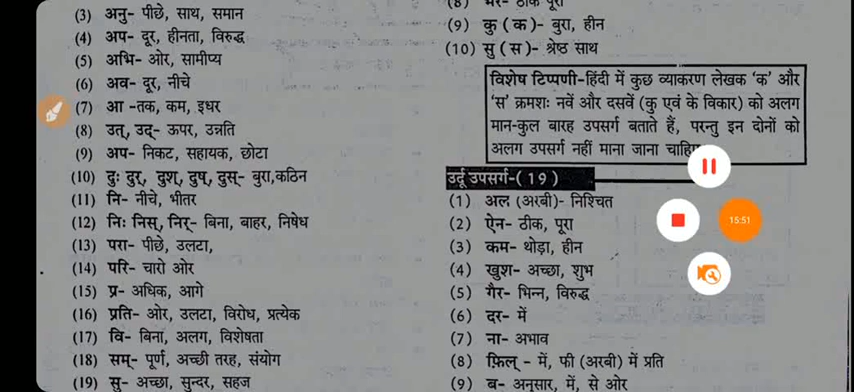 (3) अनु- पीछे, साथ, समान
(4) अप- दूर, हीनता, विरुद्ध
(5) अभि- ओर, सामीप्य
(6) अव- दूर, नीचे
(7) आ -तक, कम, इधर
(8) उत्, उद्- ऊपर, उन्नति
(9) अप- निकट, सहायक, छोटा
(10) दुः दुर्, दुश्, दुष्, दुस्- बुरा,कठिन
(11) नि- नीचे, भीतर
(12) निः निस्, निर्- बिना, बाहर, निषेध
(13) परा- पीछे, उलटा,
(14) परि- चारो ओर
(15) प्र- अधिक, आगे
(16) प्रति- ओर, उलटा, विरोध, प्रत्येक
(17) वि- बिना, अलग, विशेषता
(18) सम्- पूर्ण, अच्छी तरह, संयोग
(19) सु- अच्छा, सुन्दर, सहज
(8) भर- ठीक पूरा
(9) कु ( क )- बुरा, हीन
(10) सु ( स )- श्रेष्ठ साथ
विशेष टिप्पणी-हिंदी में कुछ व्याकरण लेखक ‘क’ और
‘स’ क्रमशः नवें और दसवें (कु एवं के विकार) को अलग
मान-कुल बारह उपसर्ग बताते हैं, परन्तु इन दोनों को
अलग उपसर्ग नहीं माना जाना
उर्दू उपसर्ग-( 19 )
(1) अल (अरबी)- निश्चित
(2) ऐन- ठीक, पूरा
(3) कम- थोड़ा, हीन
(4) खुश- अच्छा, शुभ
(5) गैर- भिन्न, विरुद्ध
(6) दर- में
(7) ना- अभाव
(8) फ़िल् - में, फी (अरबी) में प्रति
(9) ब- अनुसार, में, से ओर
15:51